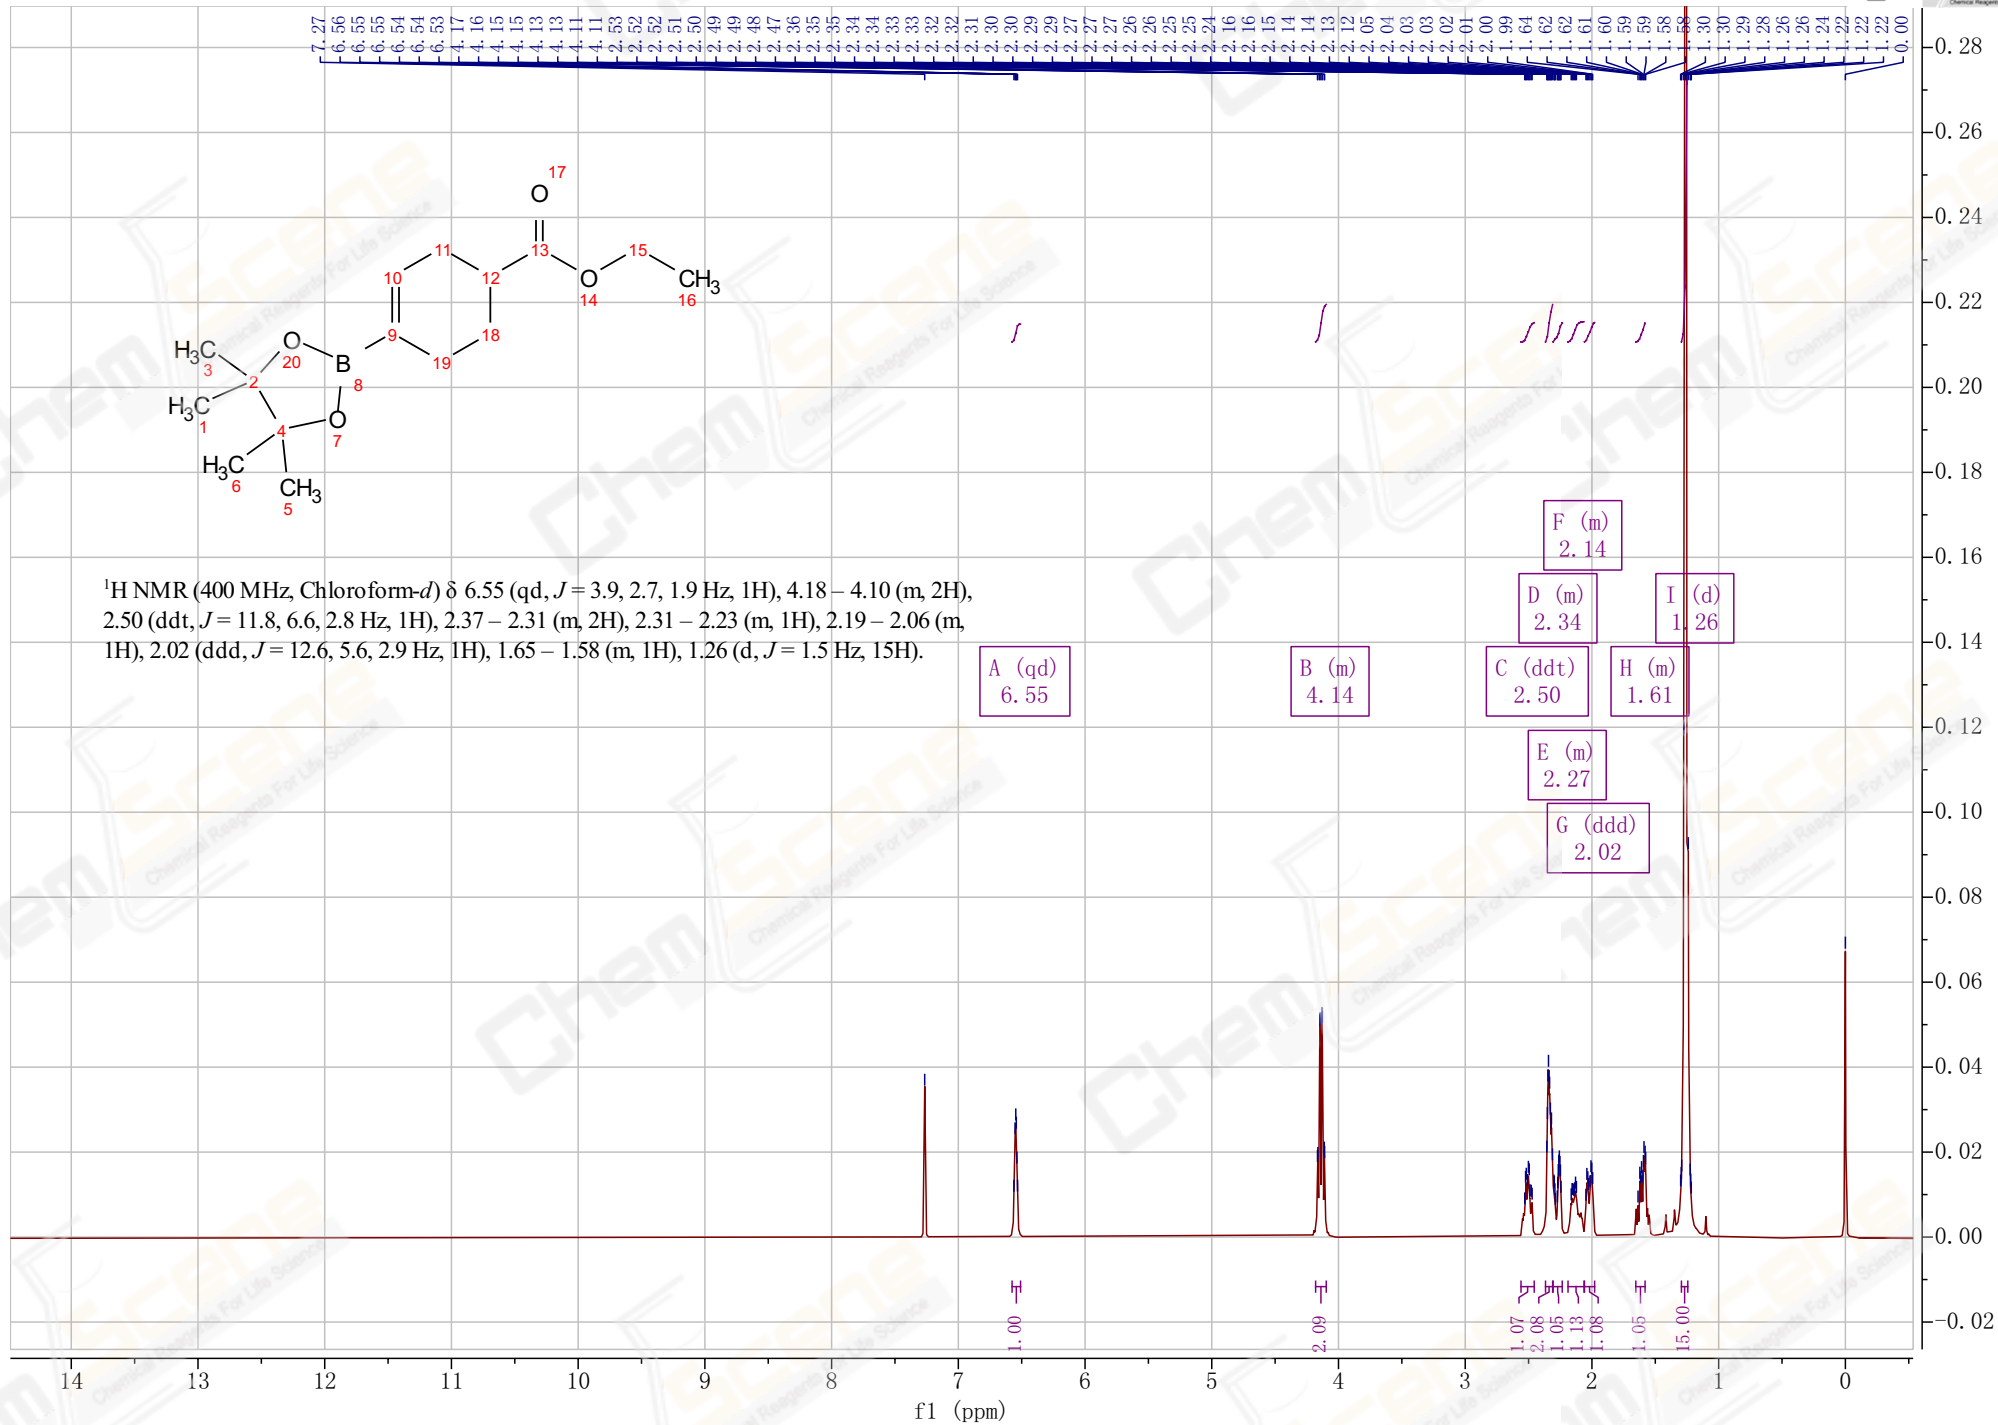 7.27 6.56 6.55 6.55 6.54 6.54 6.53 4.17 4.16 4.15 4.15 4.13 4.13 4.11 4.11 2.53 2.52 2.52 2.51 2.50 2.49 2.49 2.48 2.47 2.36 2.35 2.35 2.34 2.34 2.33 2.33 2.32 2.32 2.31 2.30 2.30 2.29 2.29 2.27 2.27 2.27 2.26 2.26 2.25 2.25 2.24 2.16 2.16 2.15 2.14 2.14 2.13 2.12 2.05 2.04 2.03 2.03 2.02 2.01 2.00 1.99 1.64 1.62 1.62 1.61 1.60 1.59 1.59 1.58 1.58 1.30 1.30 1.29 1.28 1.26 1.26 1.24 1.22 1.22 1.22 0.00
17
O
11 13 15
10 12 O CH3
14 16
9 18
H3C O
3 20 B 19
2 8
H3C O
1 4 7
H3C
6 CH3
5
1H NMR (400 MHz, Chloroform-d) δ 6.55 (qd, J = 3.9, 2.7, 1.9 Hz, 1H), 4.18 – 4.10 (m, 2H),
2.50 (ddt, J = 11.8, 6.6, 2.8 Hz, 1H), 2.37 – 2.31 (m, 2H), 2.31 – 2.23 (m, 1H), 2.19 – 2.06 (m,
1H), 2.02 (ddd, J = 12.6, 5.6, 2.9 Hz, 1H), 1.65 – 1.58 (m, 1H), 1.26 (d, J = 1.5 Hz, 15H).
F (m)
2.14
D (m)
2.34
I (d)
1.26
A (qd)
6.55
B (m)
4.14
C (ddt)
2.50
H (m)
1.61
E (m)
2.27
G (ddd)
2.02
0.28
0.26
0.24
0.22
0.20
0.18
0.16
0.14
0.12
0.10
0.08
0.06
0.04
0.02
0.00
-0.02
1.00 2.09 1.07 2.08 1.05 1.13 1.08 1.05 15.00
14 13 12 11 10 9 8 7 6 5 4 3 2 1 0
f1 (ppm)
ChemScene
Chemical Reagents For Life Science